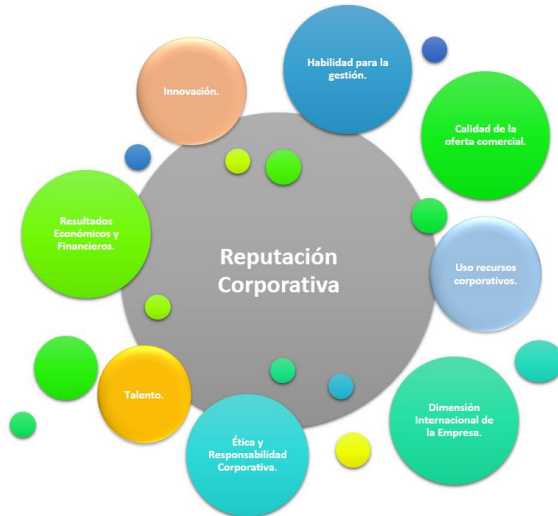 Habilidad para la
gestión.
Innovación.
Calidad de la
oferta comercial.
Resultados
Económicos y
Financieros.
Reputación
Corporativa
Uso recursos
corporativos.
Talento.
Dimensión
Internacional de
la Empresa.
Ética y
Responsabilidad
Corporativa.